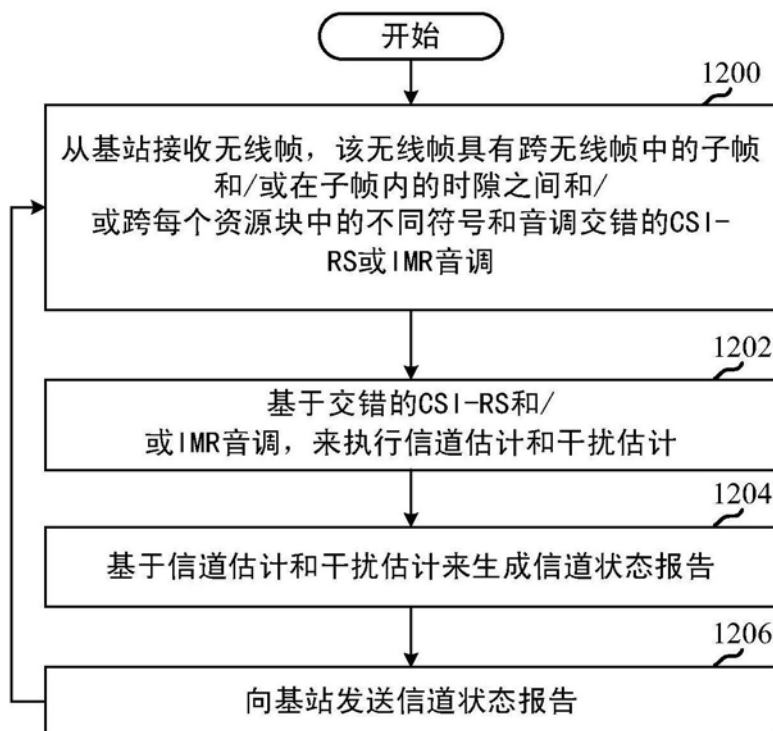 开始
1200
从基站接收无线帧，该无线帧具有跨无线帧中的子帧
和/或在子帧内的时隙之间和/
或跨每个资源块中的不同符号和音调交错的CSI-
RS或IMR音调
1202
基于交错的CSI-RS和/
或IMR音调，来执行信道估计和干扰估计
1204
基于信道估计和干扰估计来生成信道状态报告
1206
向基站发送信道状态报告